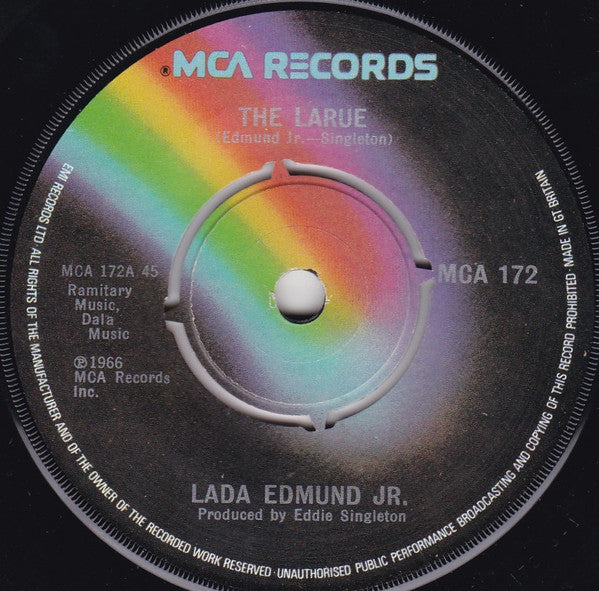 ®MCA RECORDS
THE LARUE
(Edmund Jr.—Singleton)
MCA 172A 45
Ramitary
Music,
Dala
Music
℗1966
MCA Records
Inc.
MCA 172
LADA EDMUND JR.
Produced by Eddie Singleton
EMI RECORDS LTD ALL RIGHTS OF THE MANUFACTURER AND OF THE OWNER OF THE RECORDED WORK RESERVED · UNAUTHORISED PUBLIC PERFORMANCE BROADCASTING AND COPYING OF THIS RECORD PROHIBITED · MADE IN GT BRITAIN